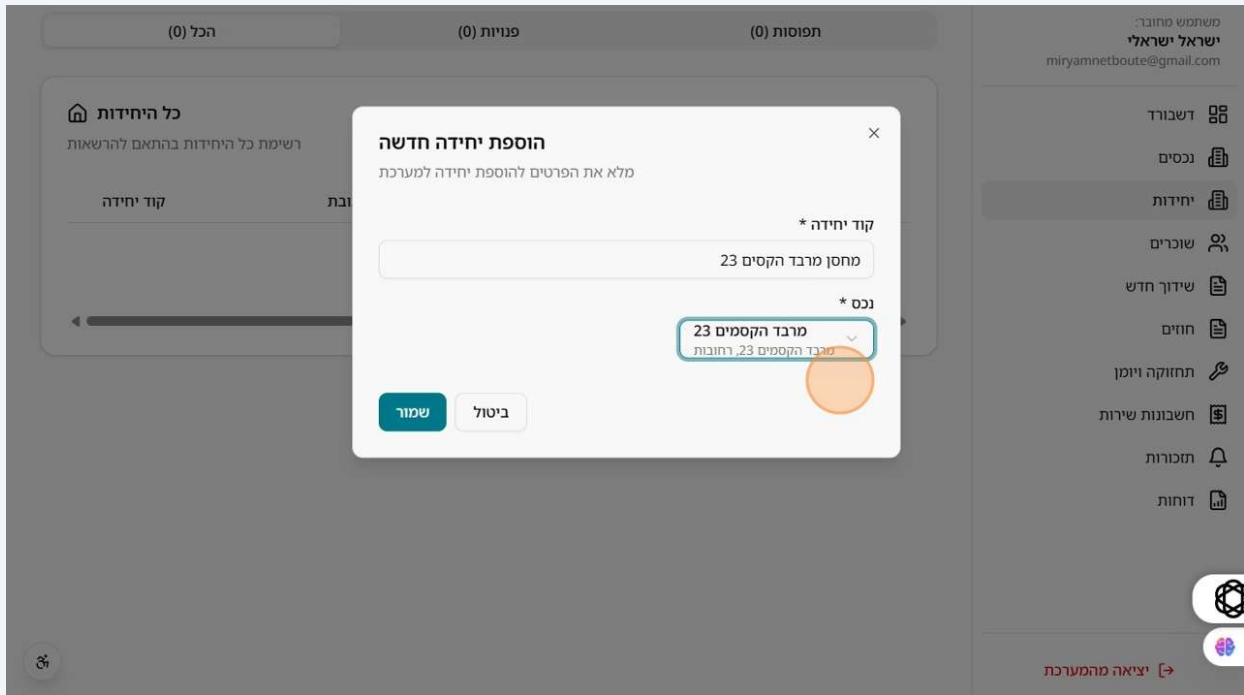 משתמש מחובר:
ישראל ישראלי
miryamnetboute@gmail.com
דשבורד
נכסים
יחידות
שוכרים
שידוך חדש
חוזים
תחזוקה ויומן
חשבונות שירות
תזכורות
דוחות
יציאה מהמערכת
תפוסות (0)
פנויות (0)
הכל (0)
כל היחידות
רשימת כל היחידות בהתאם להרשאות
קוד יחידה
הוספת יחידה חדשה
מלא את הפרטים להוספת יחידה למערכת
קוד יחידה *
מחסן מרבד הקסים 23
נכס *
מרבד הקסמים 23
מרבד הקסמים 23, רחובות
ביטול
שמור